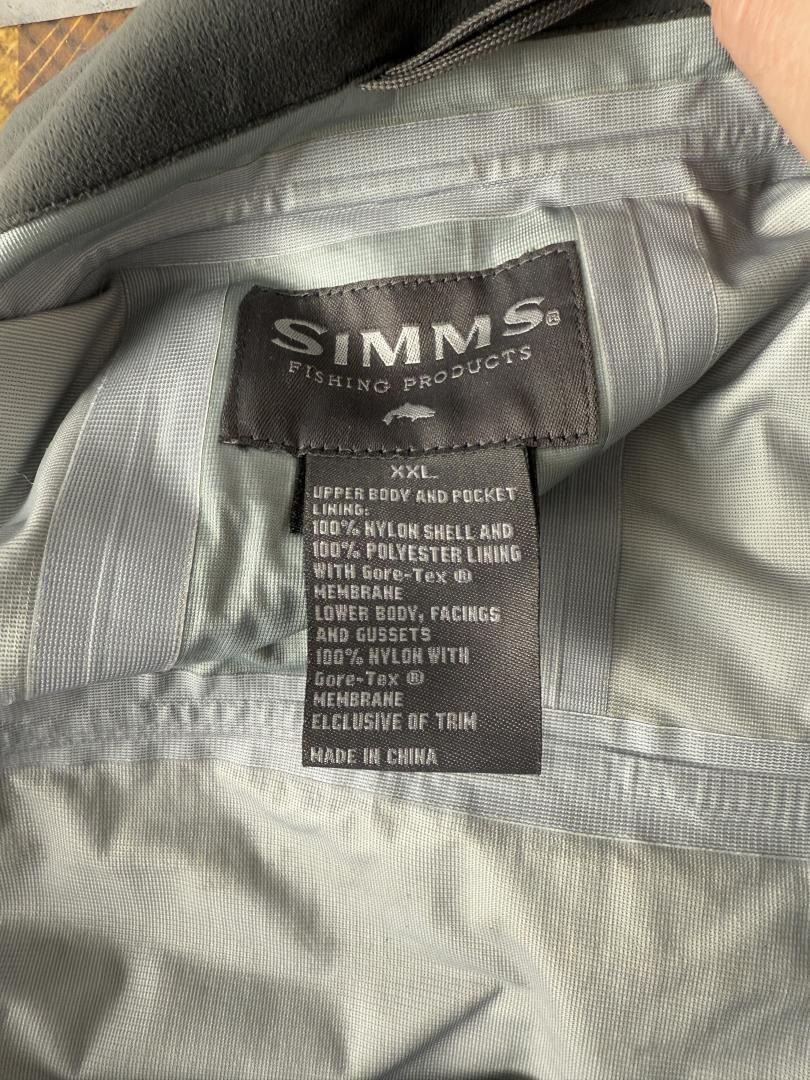 SIMMS®
FISHING PRODUCTS
XXL
UPPER BODY AND POCKET
LINING:
100% NYLON SHELL AND
100% POLYESTER LINING
WITH Gore-Tex ®
MEMBRANE
LOWER BODY, FACINGS
AND GUSSETS
100% NYLON WITH
Gore-Tex ®
MEMBRANE
ELCLUSIVE OF TRIM
MADE IN CHINA